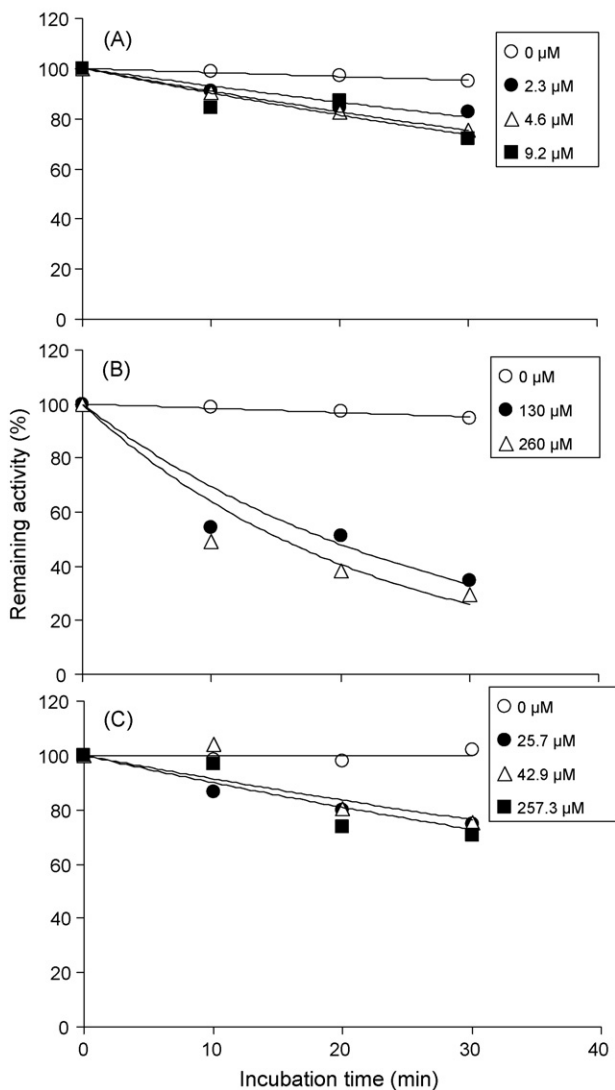 120
(A)
100
80
60
40
20
0
0 µM
2.3 µM
4.6 µM
9.2 µM
120
(B)
100
80
60
40
20
0
0 µM
130 µM
260 µM
Remaining activity (%)
120
(C)
100
80
60
40
20
0
0 µM
25.7 µM
42.9 µM
257.3 µM
0 10 20 30 40
Incubation time (min)